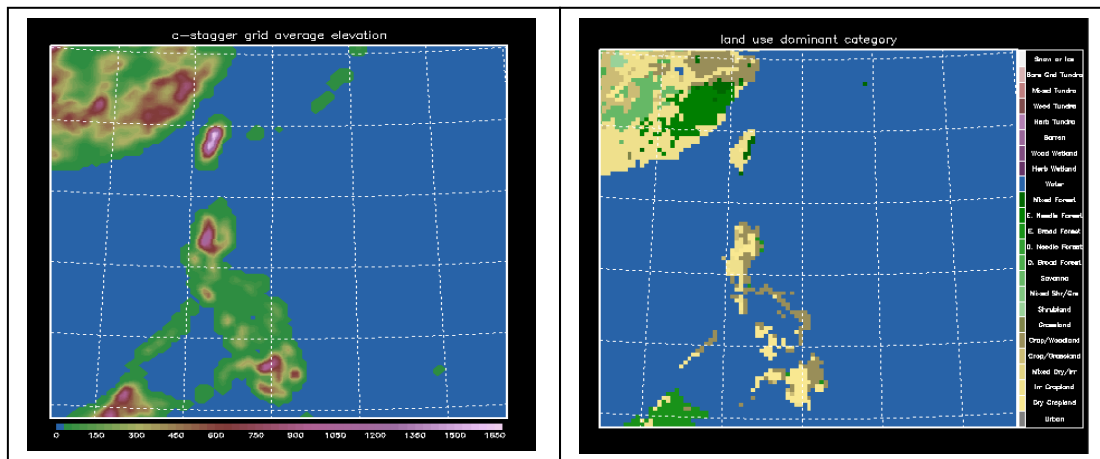 c-stagger grid average elevation
0 150 300 450 600 750 900 1050 1200 1350 1500 1650
land use dominant category
Snow or Ice
Bare Gnd Tundra
Mixed Tundra
Wood Tundra
Herb Tundra
Barren
Wood Wetland
Herb Wetland
Water
Mixed Forest
E. Needle Forest
E. Broad Forest
D. Needle Forest
D. Broad Forest
Savanna
Mixed Shr/Gra
Shrubland
Grassland
Crop/Woodland
Crop/Grassland
Mixed Dry/Irr
Irr Cropland
Dry Cropland
Urban